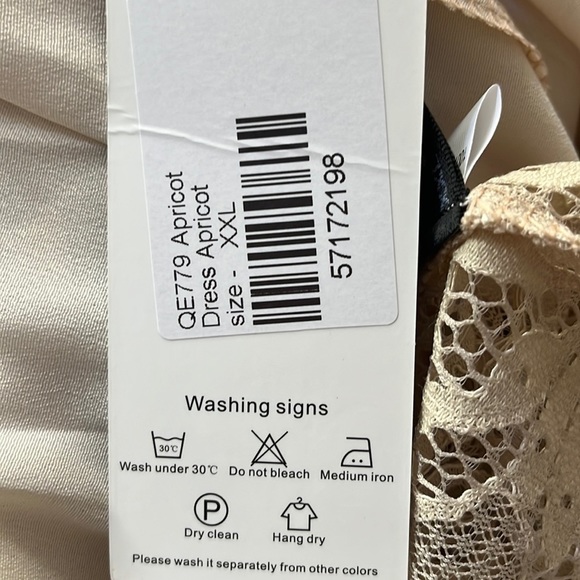 QE779 Apricot
Dress Apricot
size - XXL
57172198
Washing signs
30℃
Wash under 30℃ Do not bleach Medium iron
P
Dry clean Hang dry
Please wash it separately from other colors